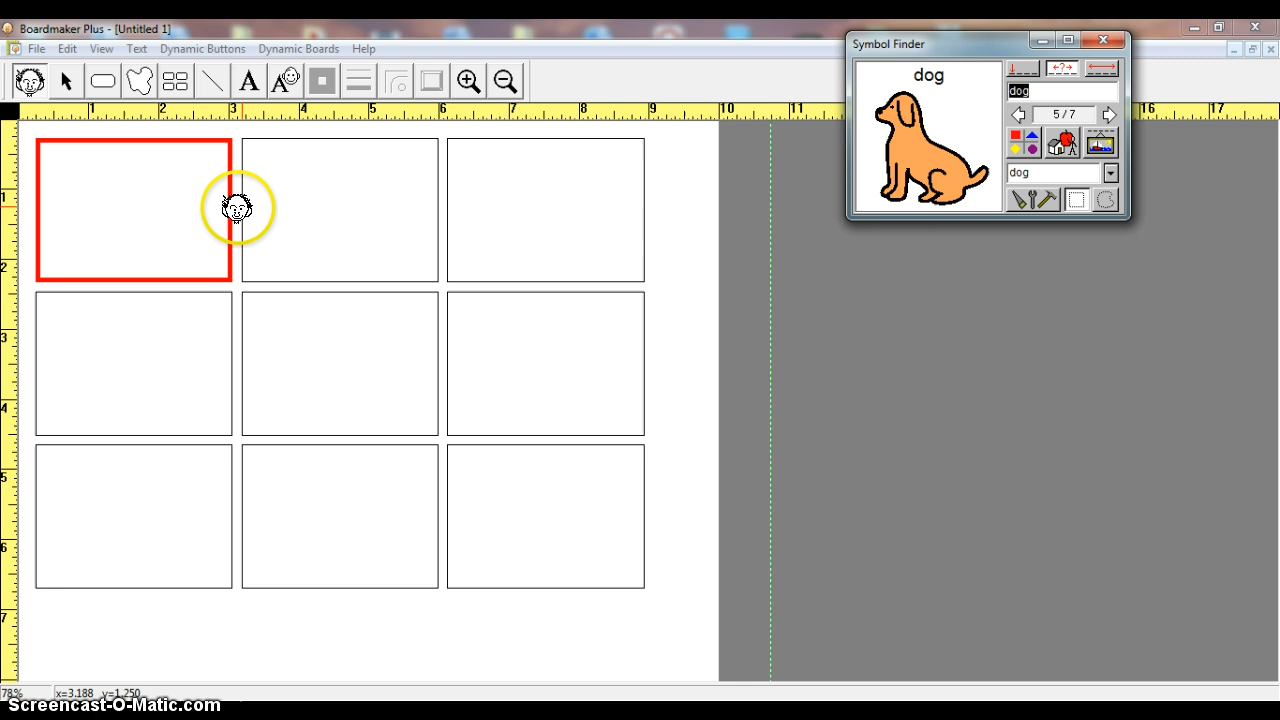 Boardmaker Plus - [Untitled 1]
File Edit View Text Dynamic Buttons Dynamic Boards Help
Symbol Finder
dog
dog
5 / 7
dog
A A
1 2 3 4 5 6 7 8 9 10 11 16 17
1
2
3
4
5
6
7
78% x=3.188 y=1.250
Screencast-O-Matic.com